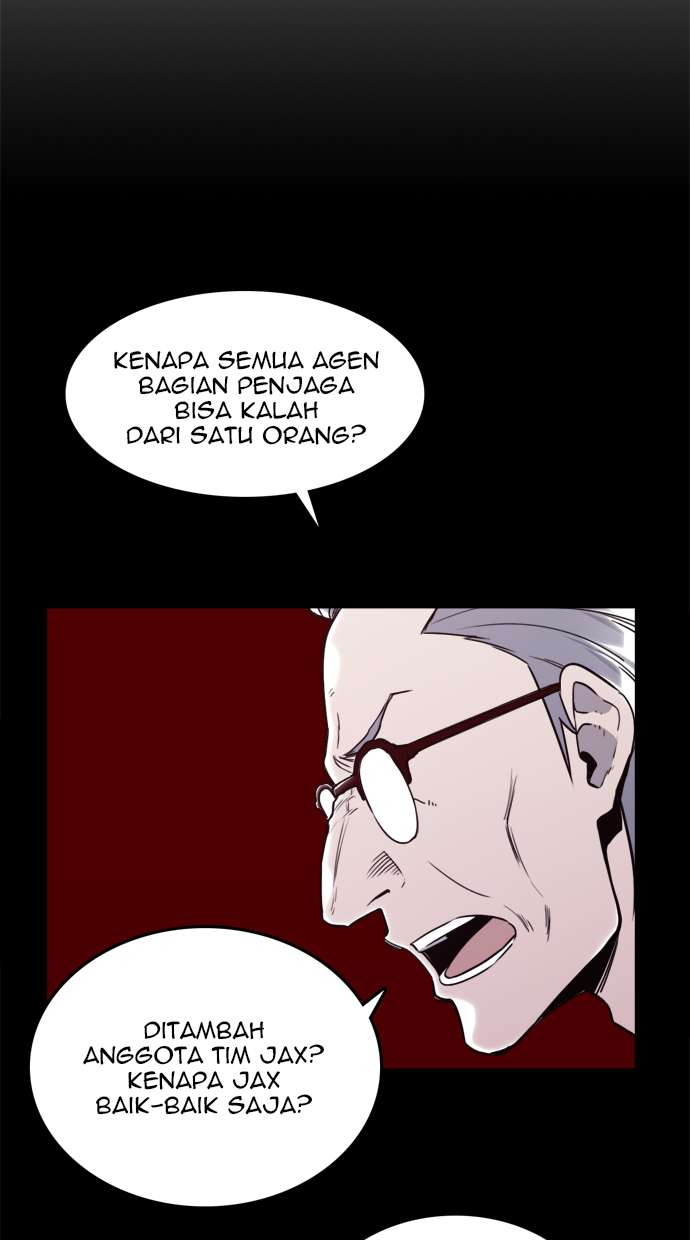 KENAPA SEMUA AGEN
BAGIAN PENJAGA
BISA KALAH
DARI SATU ORANG?
DITAMBAH
ANGGOTA TIM JAX?
KENAPA JAX
BAIK-BAIK SAJA?